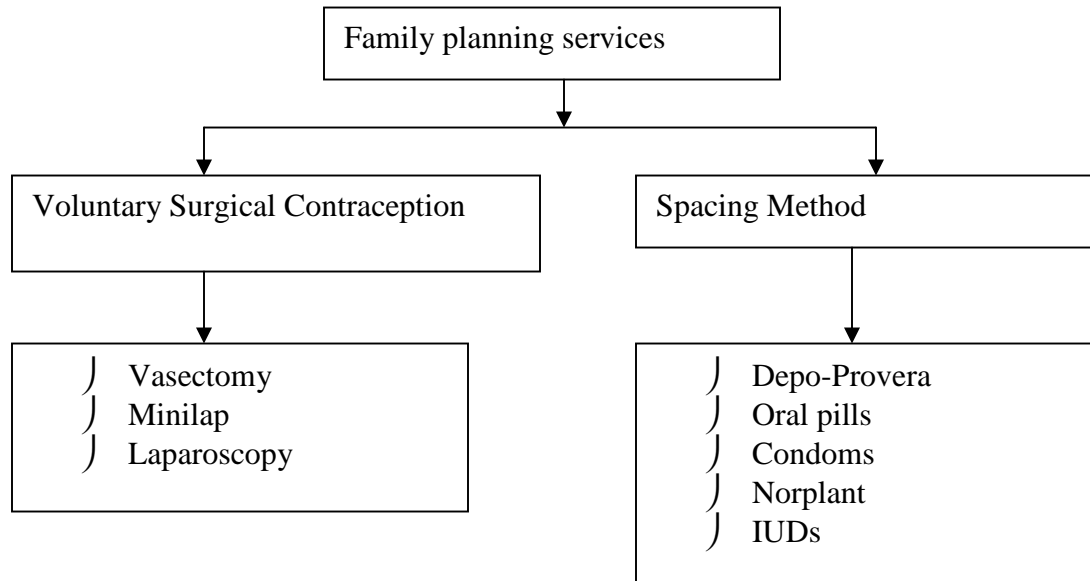 Family planning services
Voluntary Surgical Contraception
Spacing Method
Vasectomy
Minilap
Laparoscopy
Depo-Provera
Oral pills
Condoms
Norplant
IUDs